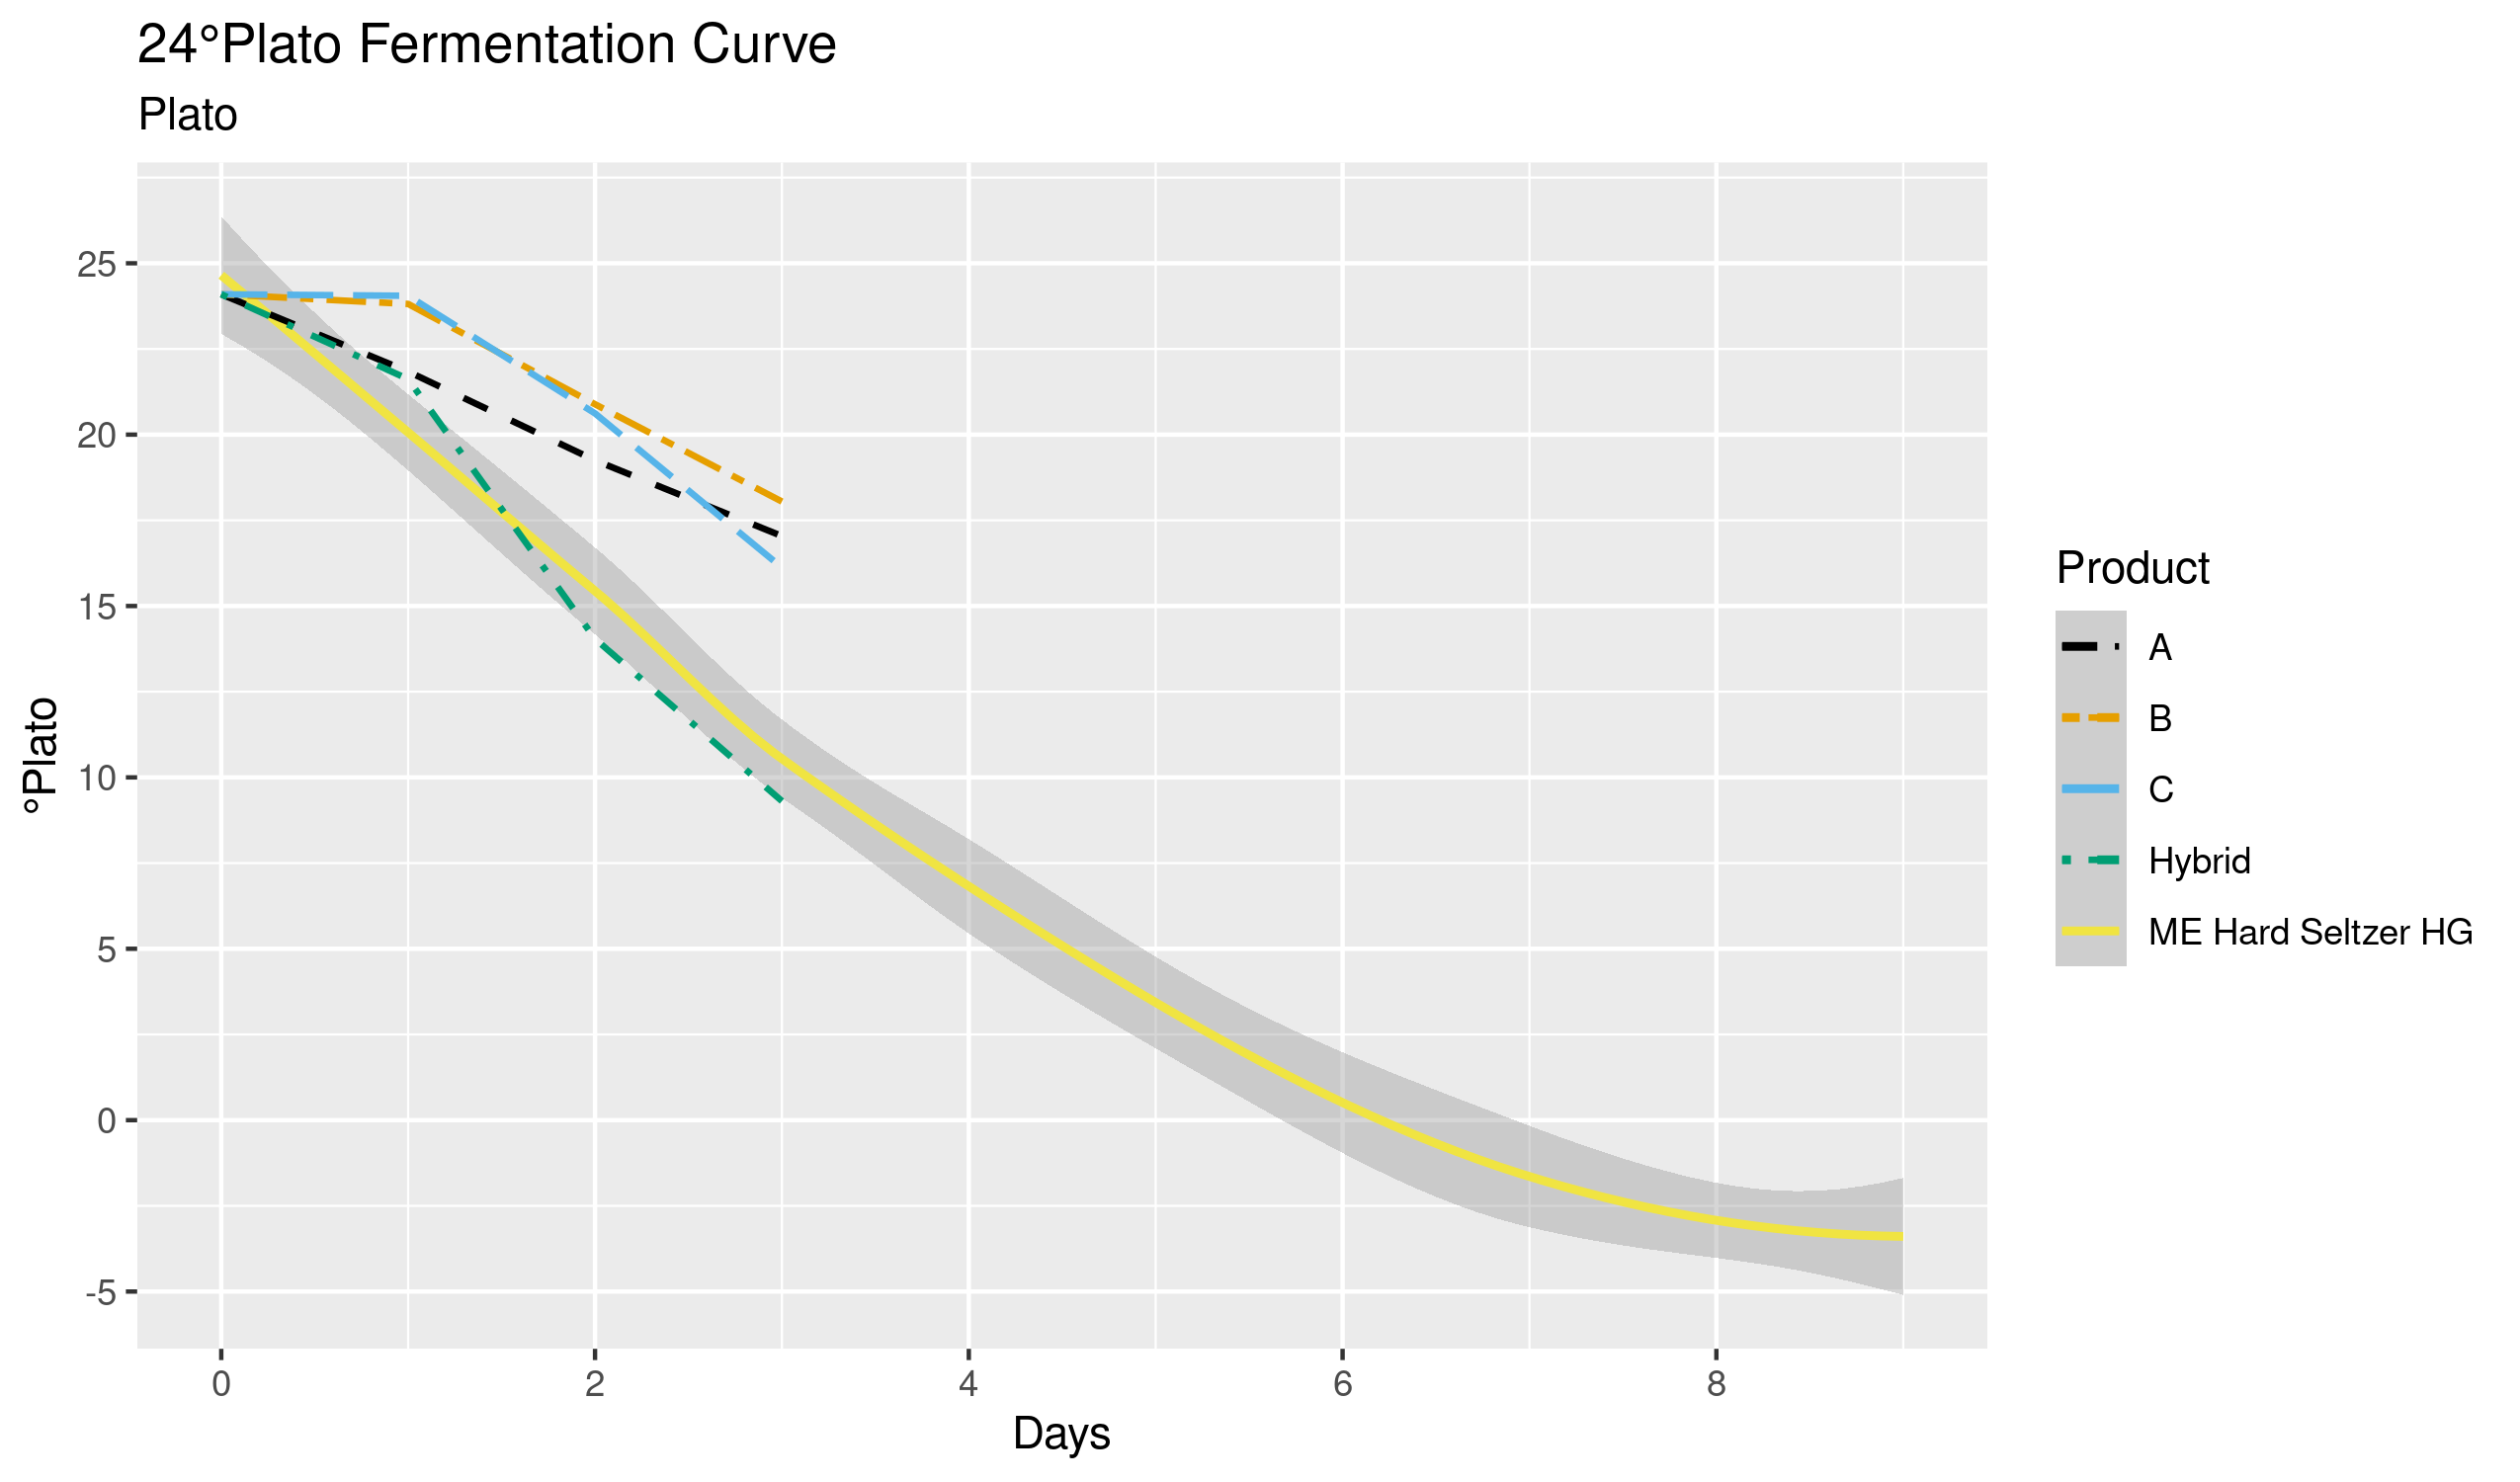 24°Plato Fermentation Curve
Plato
°Plato
25
20
15
10
5
0
-5
0
2
4
6
8
Days
Product
A
B
C
Hybrid
ME Hard Seltzer HG